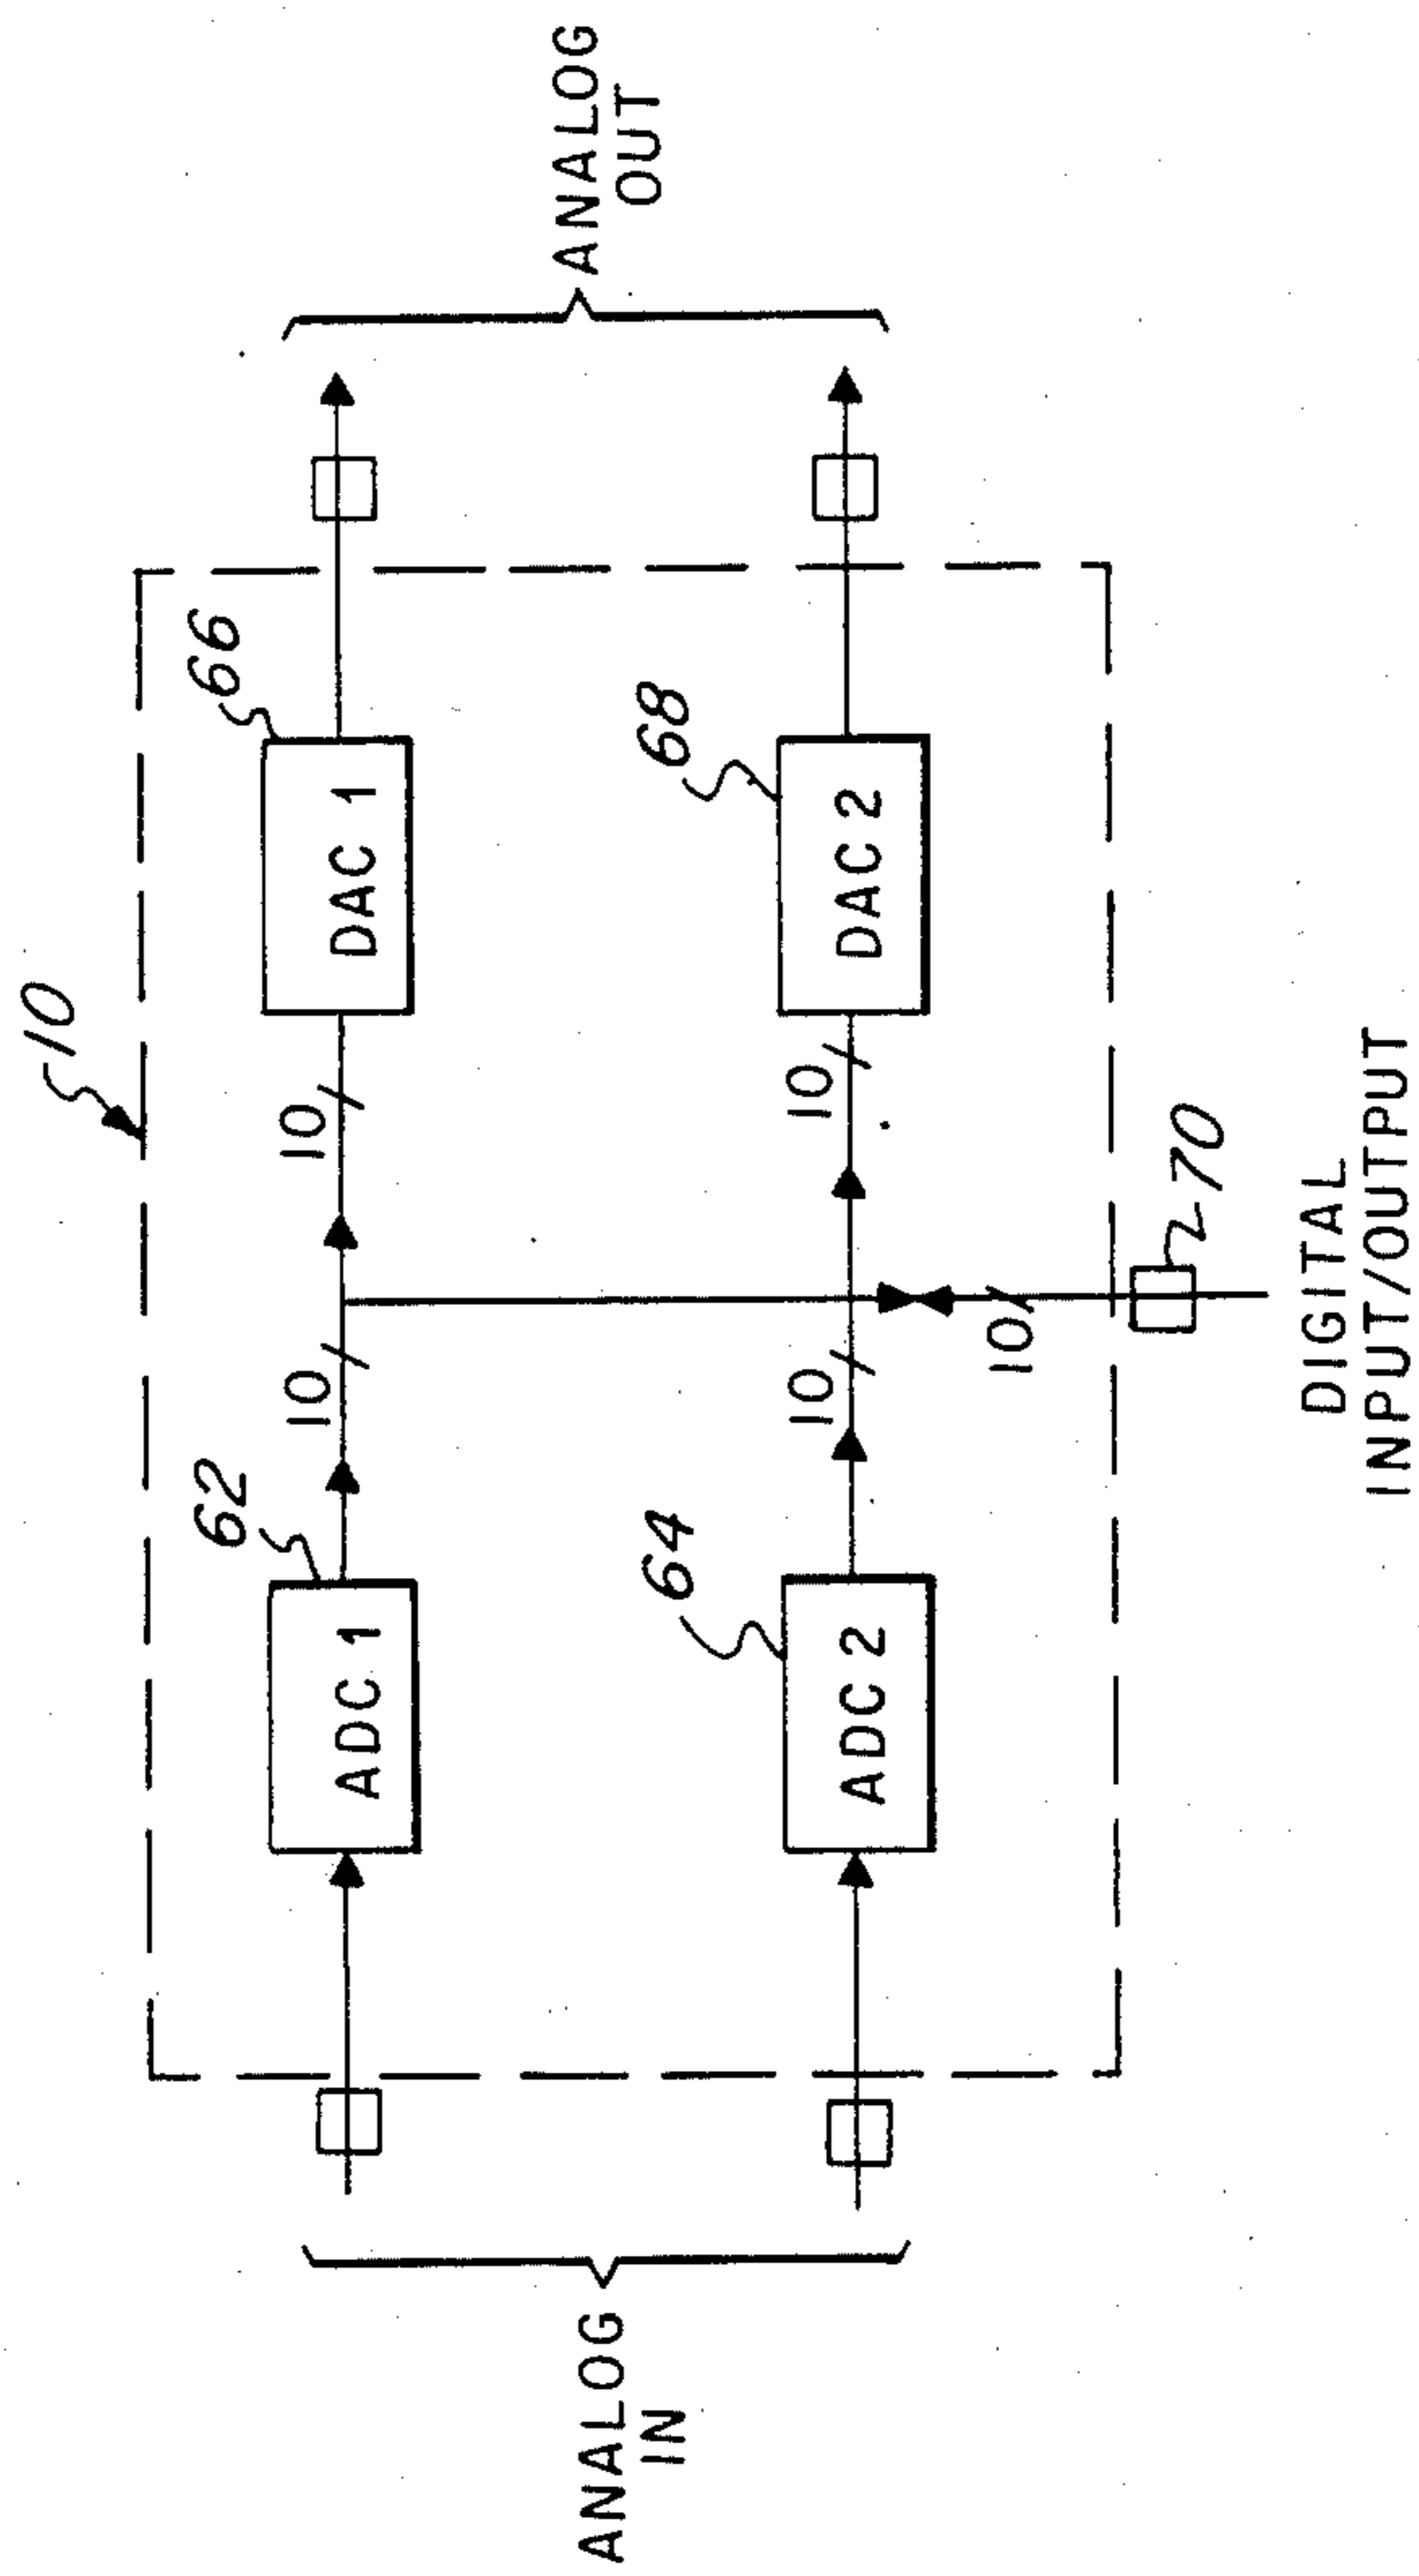 10
66
DAC 1
62
ADC 1
10
10
68
DAC 2
64
ADC 2
10
10
10
70
ANALOG
IN
ANALOG
OUT
DIGITAL
INPUT/OUTPUT